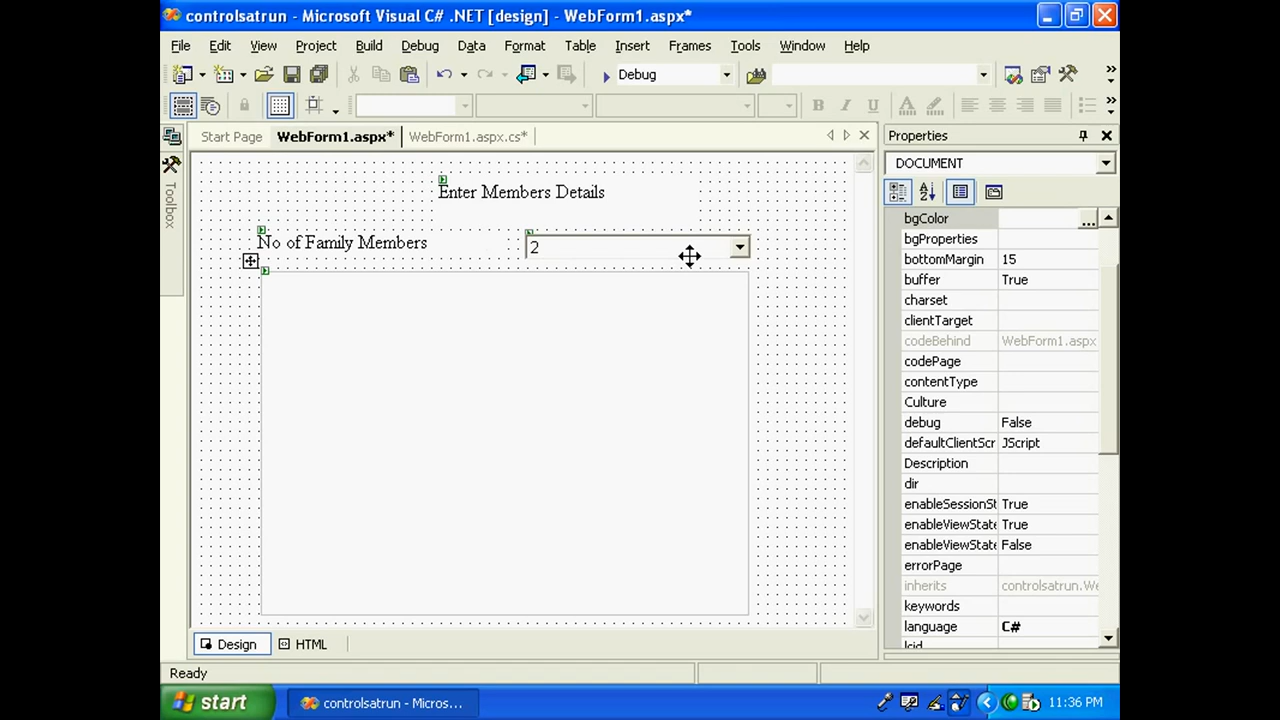 controlsatrun - Microsoft Visual C# .NET [design] - WebForm1.aspx*
File Edit View Project Build Debug Data Format Table Insert Frames Tools Window Help
Debug
B I U A
Start Page WebForm1.aspx* WebForm1.aspx.cs*
Toolbox
Enter Members Details
No of Family Members 2
Properties
DOCUMENT
bgColor ...
bgProperties
bottomMargin 15
buffer True
charset
clientTarget
codeBehind WebForm1.aspx
codePage
contentType
Culture
debug False
defaultClientScr JScript
Description
dir
enableSessionSt True
enableViewState True
enableViewState False
errorPage
inherits controlsatrun.We
keywords
language C#
lcid
Design HTML
Ready
start controlsatrun - Micros... 11:36 PM